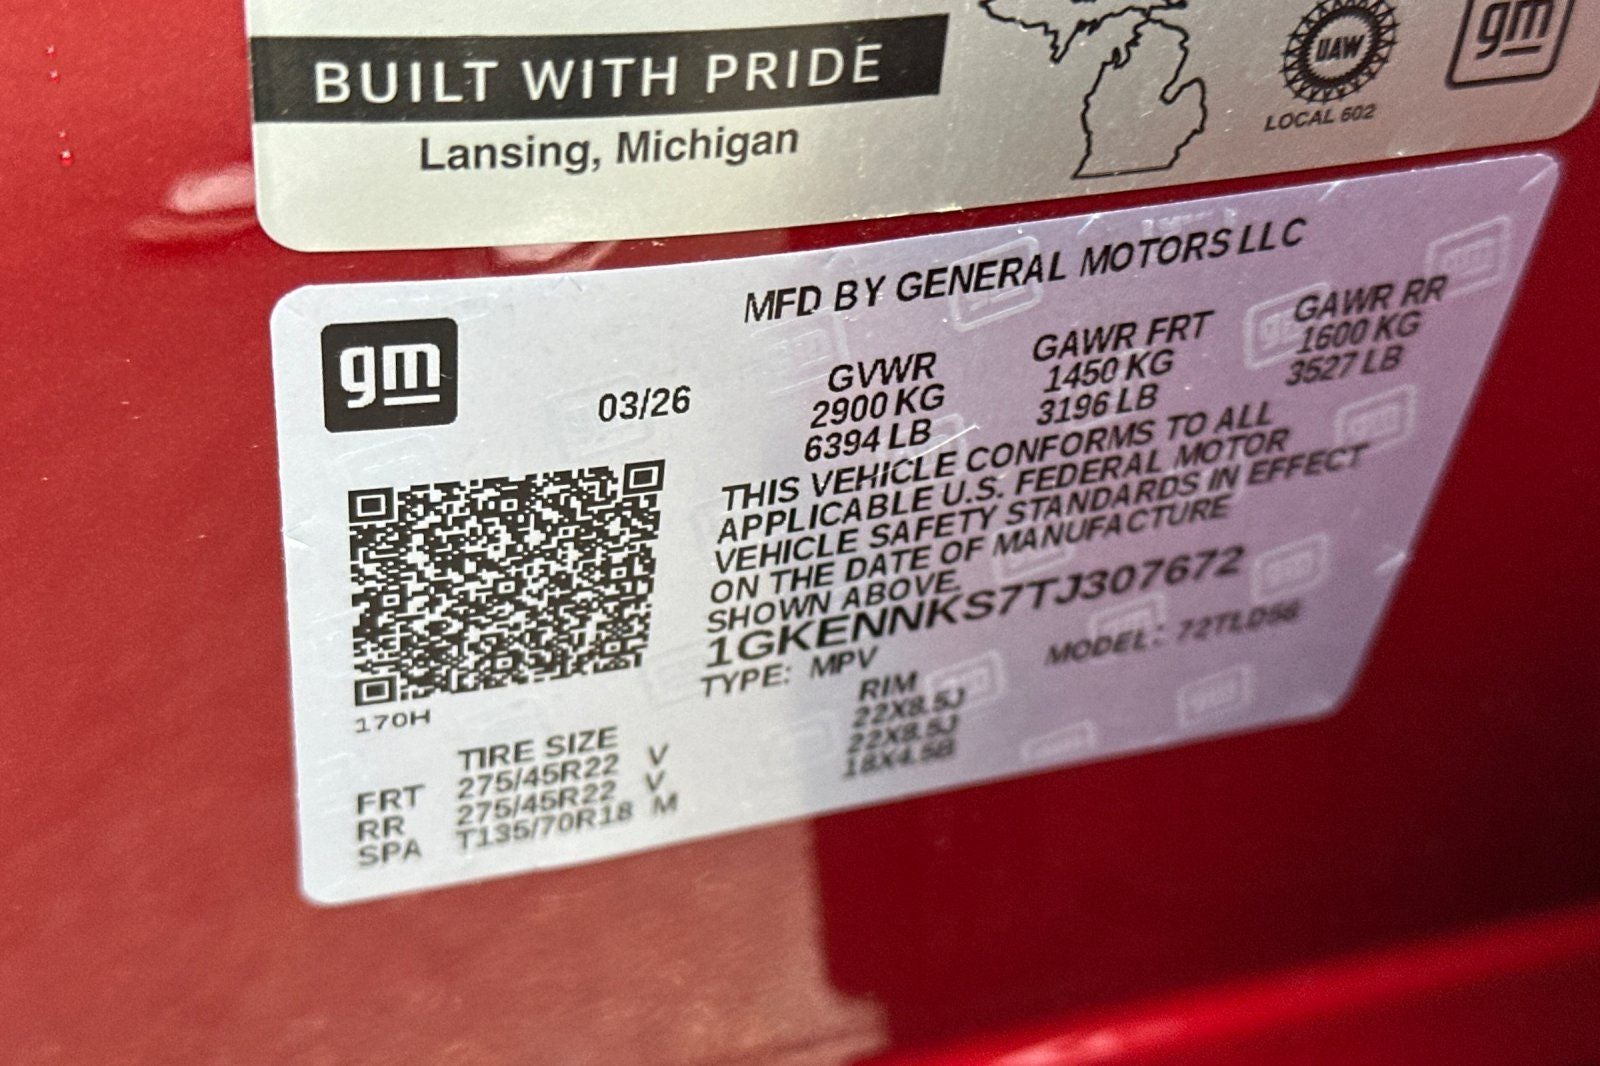 BUILT WITH PRIDE
Lansing, Michigan
UAW
LOCAL 602
gm
MFD BY GENERAL MOTORS LLC
gm
03/26
GVWR
2900 KG
6394 LB
GAWR FRT
1450 KG
3196 LB
GAWR RR
1600 KG
3527 LB
THIS VEHICLE CONFORMS TO ALL
APPLICABLE U.S. FEDERAL MOTOR
VEHICLE SAFETY STANDARDS IN EFFECT
ON THE DATE OF MANUFACTURE
SHOWN ABOVE.
1GKENNKS7TJ307672
TYPE: MPV MODEL: 72TLD56
170H
TIRE SIZE RIM
FRT 275/45R22 V 22X8.5J
RR 275/45R22 V 22X8.5J
SPA T135/70R18 M 18X4.5B